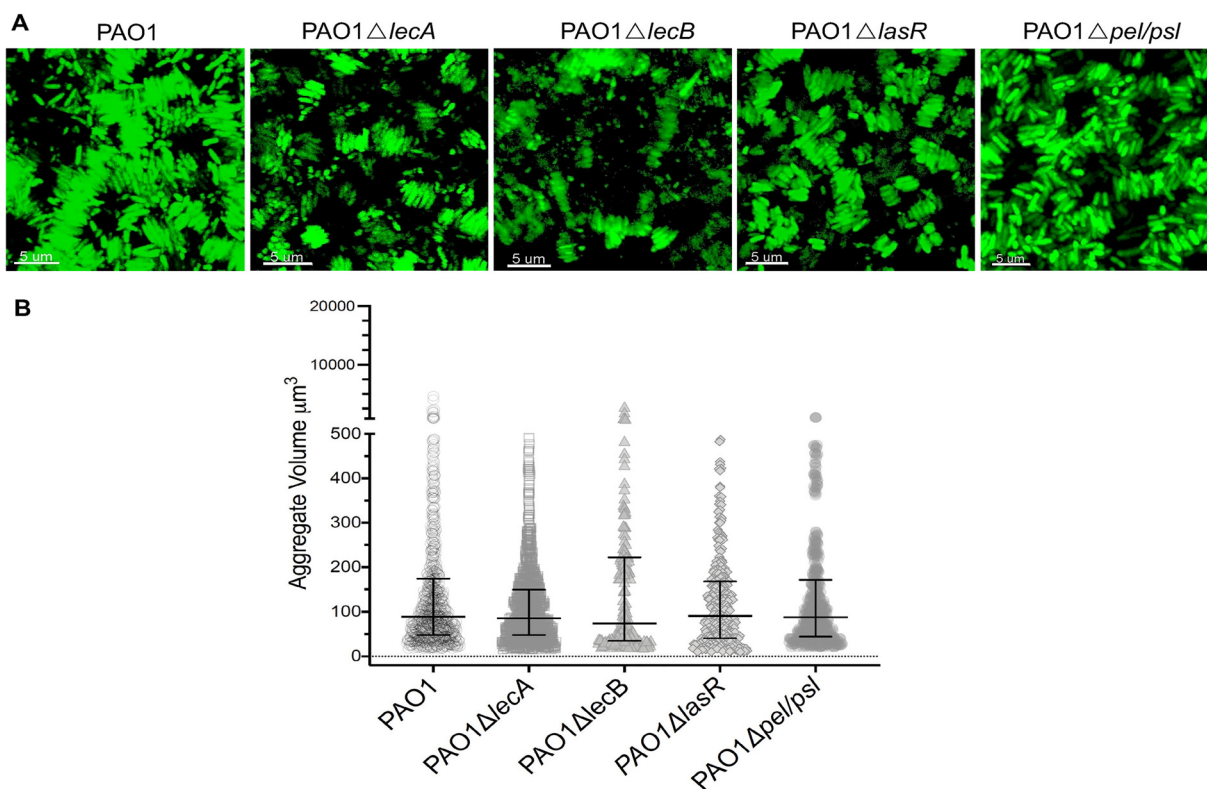 A
PAO1
PAO1△lecA
PAO1△lecB
PAO1△lasR
PAO1△pel/psl
5 um
5 um
5 um
5 um
5 um
B
Aggregate Volume μm³
20000
10000
500
400
300
200
100
0
PAO1
PAO1ΔlecA
PAO1ΔlecB
PAO1ΔlasR
PAO1Δpel/psl